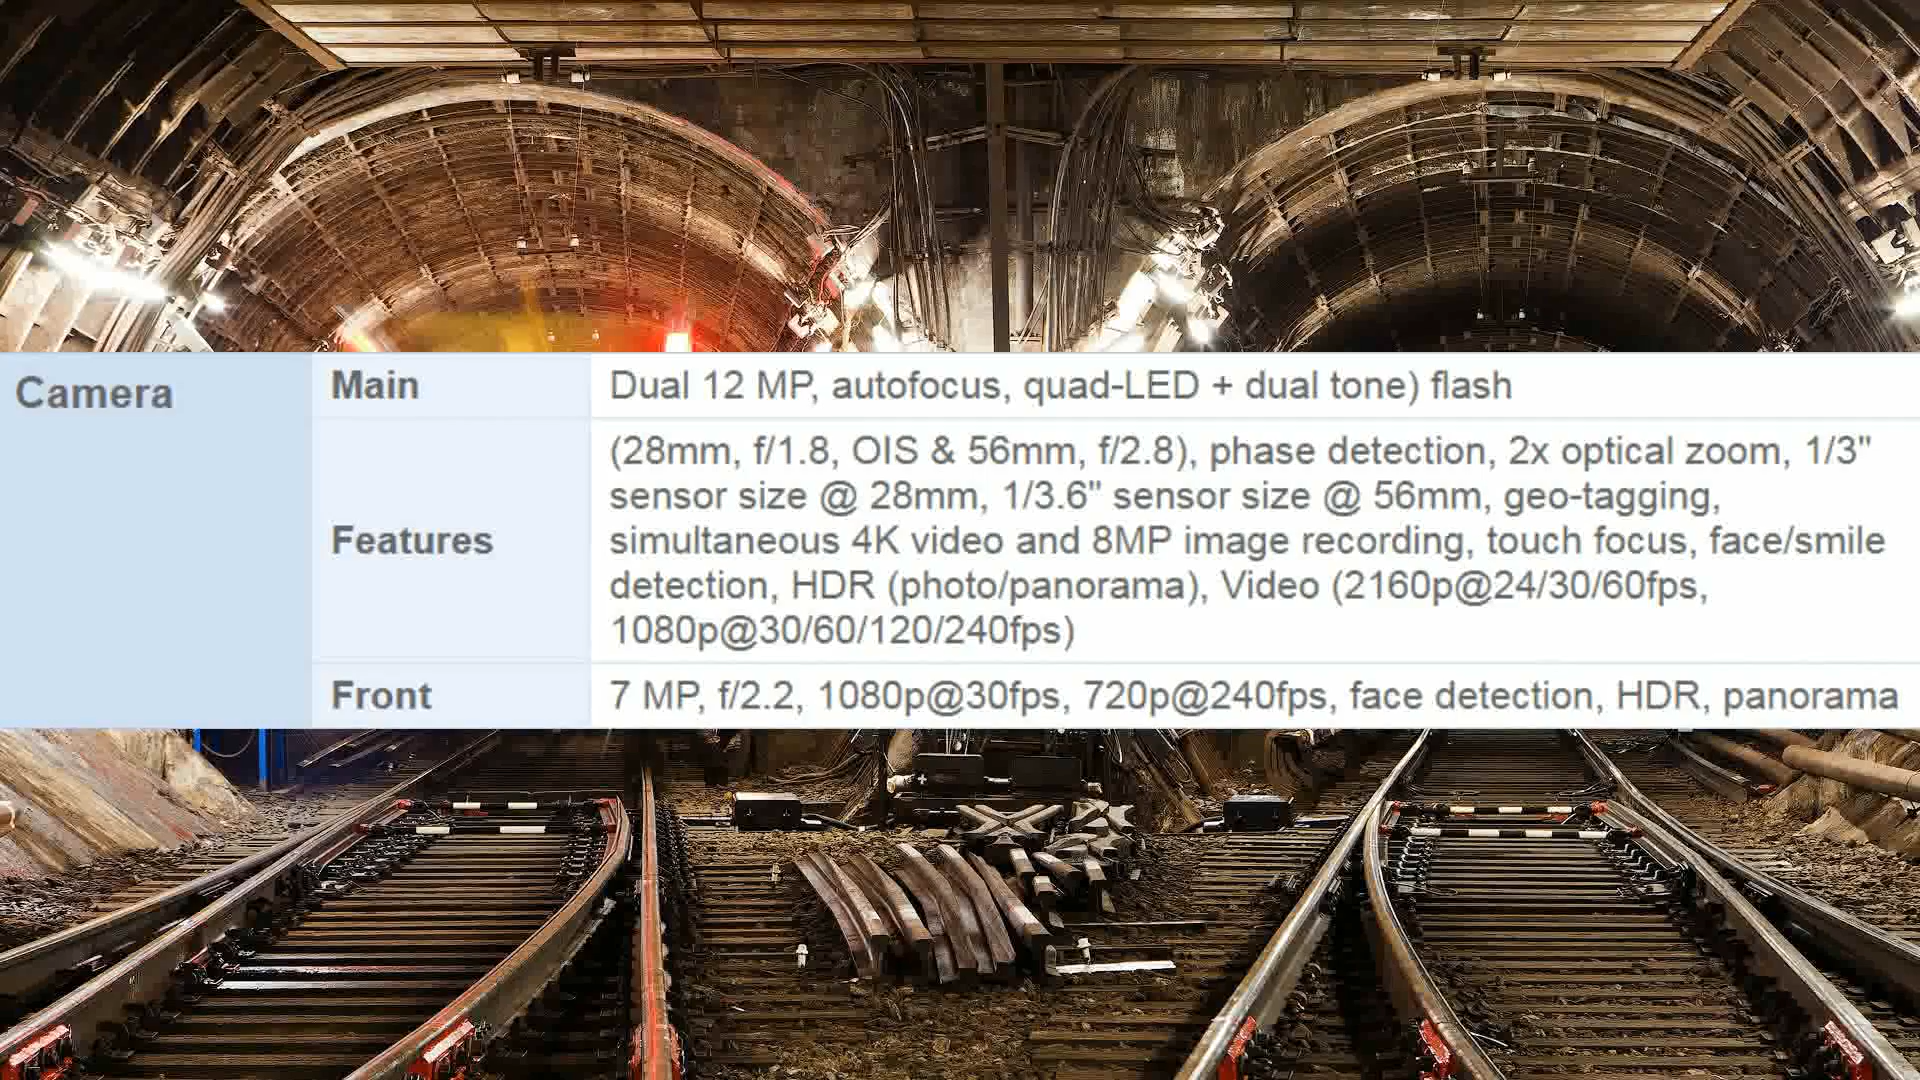 Camera
Main
Dual 12 MP, autofocus, quad-LED + dual tone) flash
Features
(28mm, f/1.8, OIS & 56mm, f/2.8), phase detection, 2x optical zoom, 1/3"
sensor size @ 28mm, 1/3.6" sensor size @ 56mm, geo-tagging,
simultaneous 4K video and 8MP image recording, touch focus, face/smile
detection, HDR (photo/panorama), Video (2160p@24/30/60fps,
1080p@30/60/120/240fps)
Front
7 MP, f/2.2, 1080p@30fps, 720p@240fps, face detection, HDR, panorama